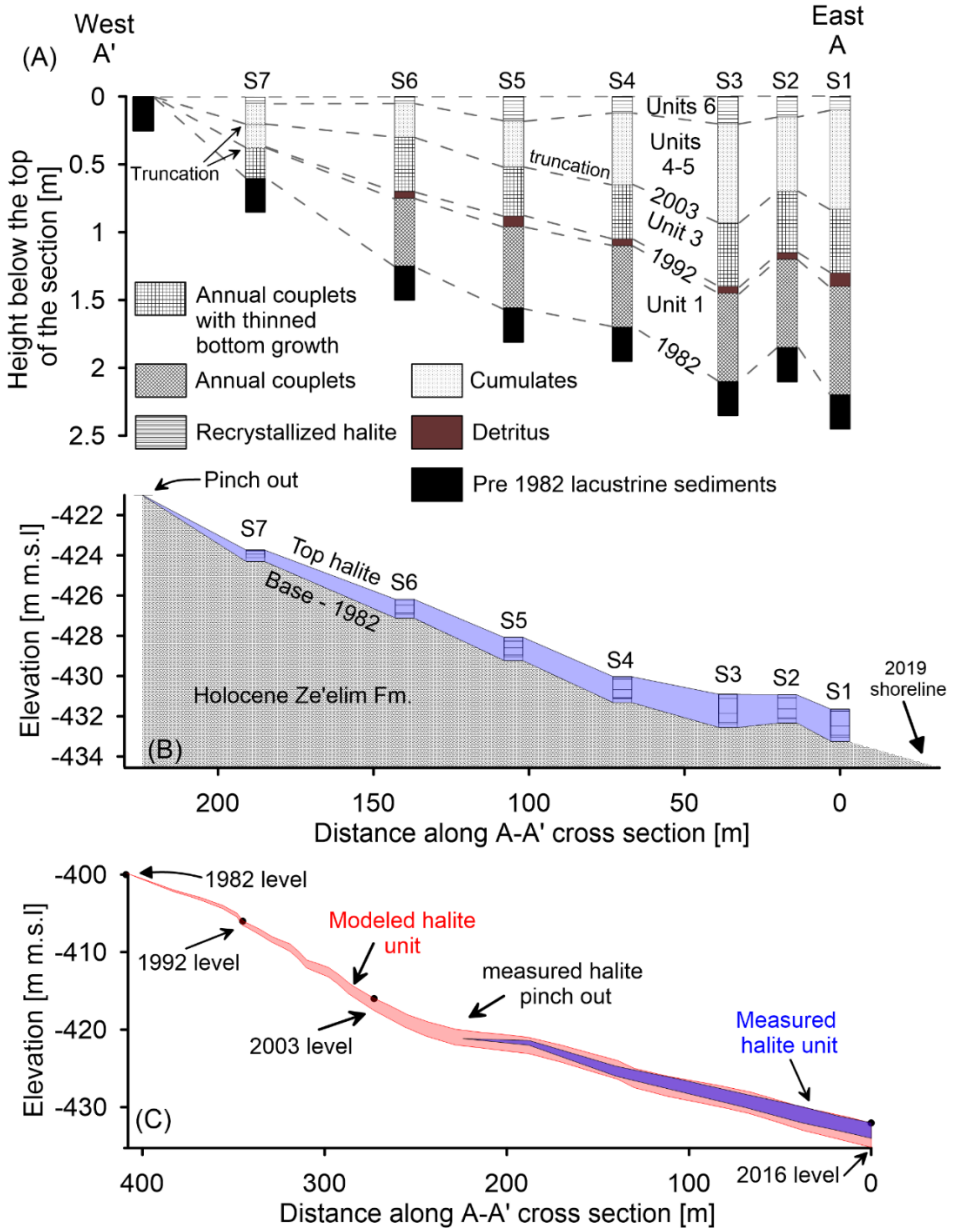 West
A'
East
A
(A)
S7
S6
S5
S4
S3
S2
S1
0
0.5
1
1.5
2
2.5
Height below the top
of the section [m]
Units 6
Units
4-5
truncation
2003
Unit 3
1992
Unit 1
1982
Truncation
Annual couplets
with thinned
bottom growth
Annual couplets
Recrystallized halite
Cumulates
Detritus
Pre 1982 lacustrine sediments
Pinch out
-422
-424
-426
-428
-430
-432
-434
Elevation [m m.s.l]
S7
Top halite
Base - 1982
S6
S5
S4
S3
S2
S1
2019
shoreline
Holocene Ze'elim Fm.
(B)
200
150
100
50
0
Distance along A-A' cross section [m]
-400
-410
-420
-430
Elevation [m m.s.l]
1982 level
1992 level
Modeled halite
unit
2003 level
measured halite
pinch out
Measured
halite unit
(C)
2016 level
400
300
200
100
0
Distance along A-A' cross section [m]